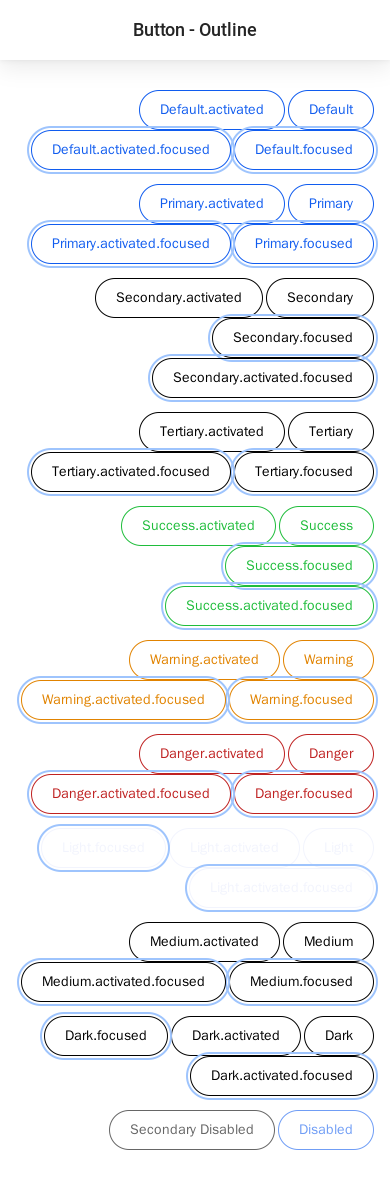 Button - Outline
Default.activated Default
Default.activated.focused Default.focused
Primary.activated Primary
Primary.activated.focused Primary.focused
Secondary.activated Secondary
Secondary.focused
Secondary.activated.focused
Tertiary.activated Tertiary
Tertiary.activated.focused Tertiary.focused
Success.activated Success
Success.focused
Success.activated.focused
Warning.activated Warning
Warning.activated.focused Warning.focused
Danger.activated Danger
Danger.activated.focused Danger.focused
Light.focused Light.activated Light
Light.activated.focused
Medium.activated Medium
Medium.activated.focused Medium.focused
Dark.focused Dark.activated Dark
Dark.activated.focused
Secondary Disabled Disabled